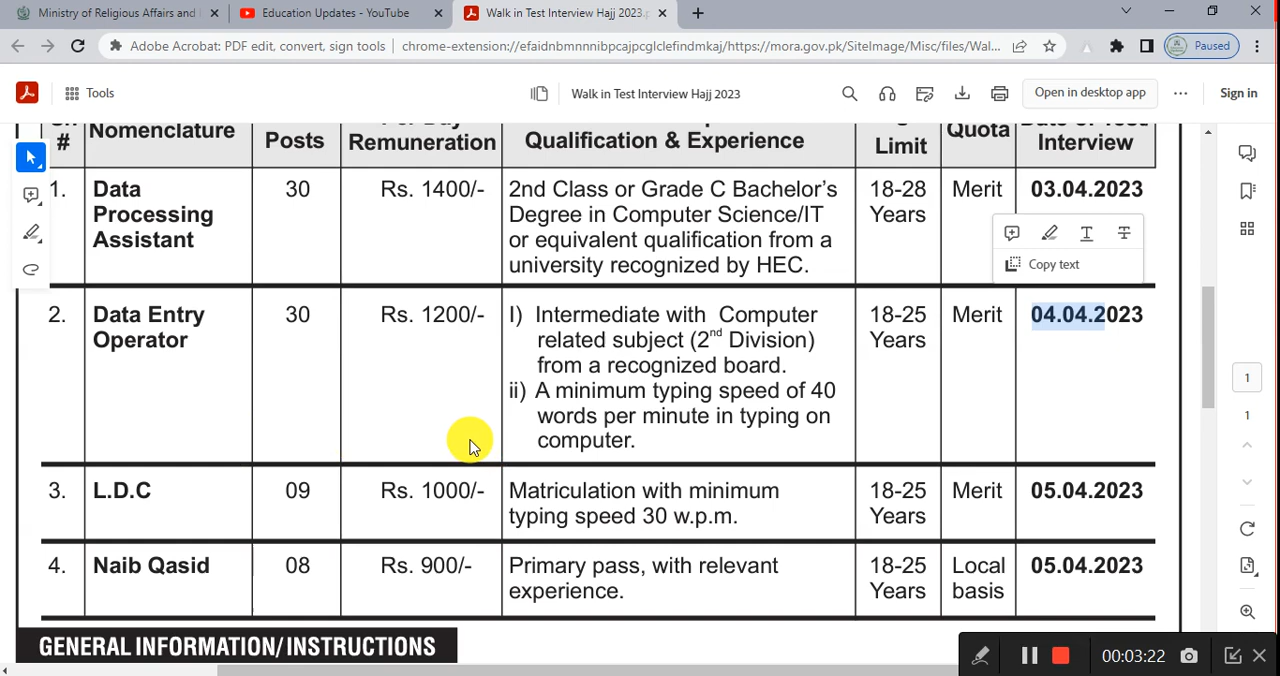 Ministry of Religious Affairs and
Education Updates - YouTube
Walk in Test Interview Hajj 2023.p
Adobe Acrobat: PDF edit, convert, sign tools
chrome-extension://efaidnbmnnnibpcajpcglclefindmkaj/https://mora.gov.pk/SiteImage/Misc/files/Wal...
Paused
Tools
Walk in Test Interview Hajj 2023
Open in desktop app
Sign in
# Nomenclature Posts Remuneration Qualification & Experience Limit Quota Interview
1. Data 30 Rs. 1400/- 2nd Class or Grade C Bachelor's 18-28 Merit 03.04.2023
Processing Degree in Computer Science/IT Years
Assistant or equivalent qualification from a
university recognized by HEC.
Copy text
2. Data Entry 30 Rs. 1200/- I) Intermediate with Computer 18-25 Merit 04.04.2023
Operator related subject (2nd Division) Years
from a recognized board.
ii) A minimum typing speed of 40
words per minute in typing on
computer.
3. L.D.C 09 Rs. 1000/- Matriculation with minimum 18-25 Merit 05.04.2023
typing speed 30 w.p.m. Years
4. Naib Qasid 08 Rs. 900/- Primary pass, with relevant 18-25 Local 05.04.2023
experience. Years basis
GENERAL INFORMATION/INSTRUCTIONS
1
1
00:03:22